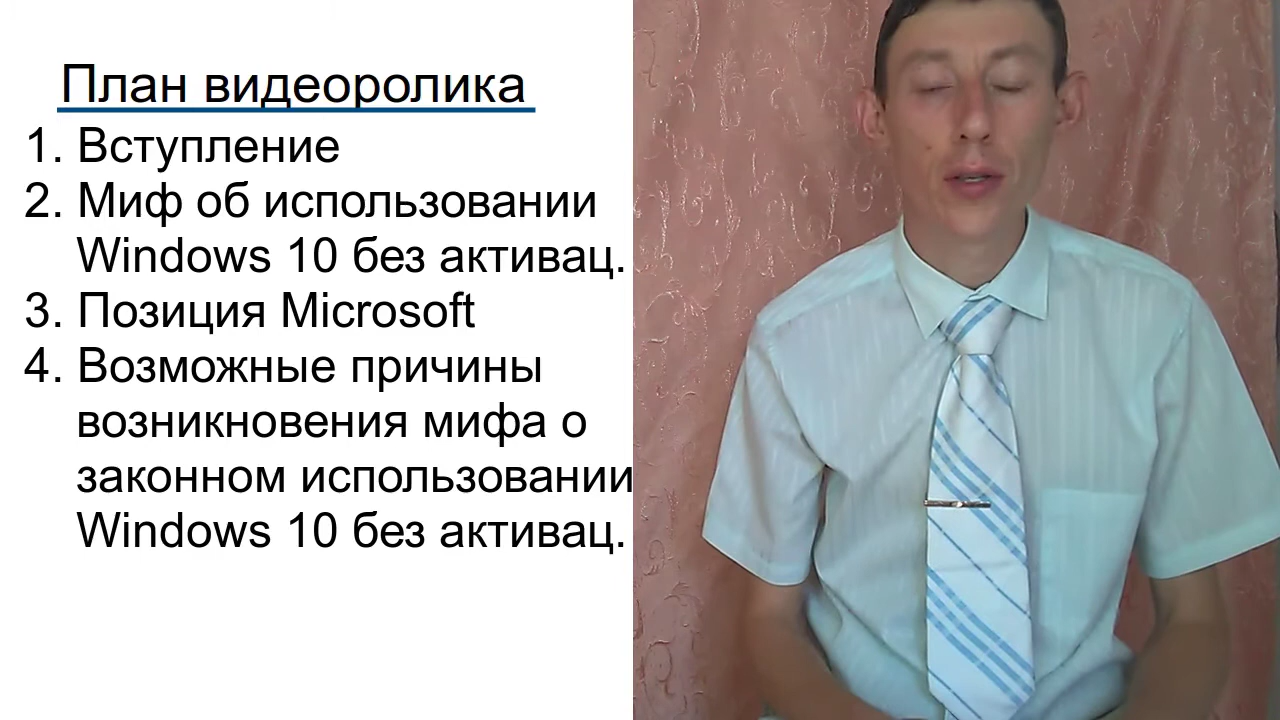 План видеоролика
1. Вступление
2. Миф об использовании
Windows 10 без активац.
3. Позиция Microsoft
4. Возможные причины
возникновения мифа о
законном использовании
Windows 10 без активац.